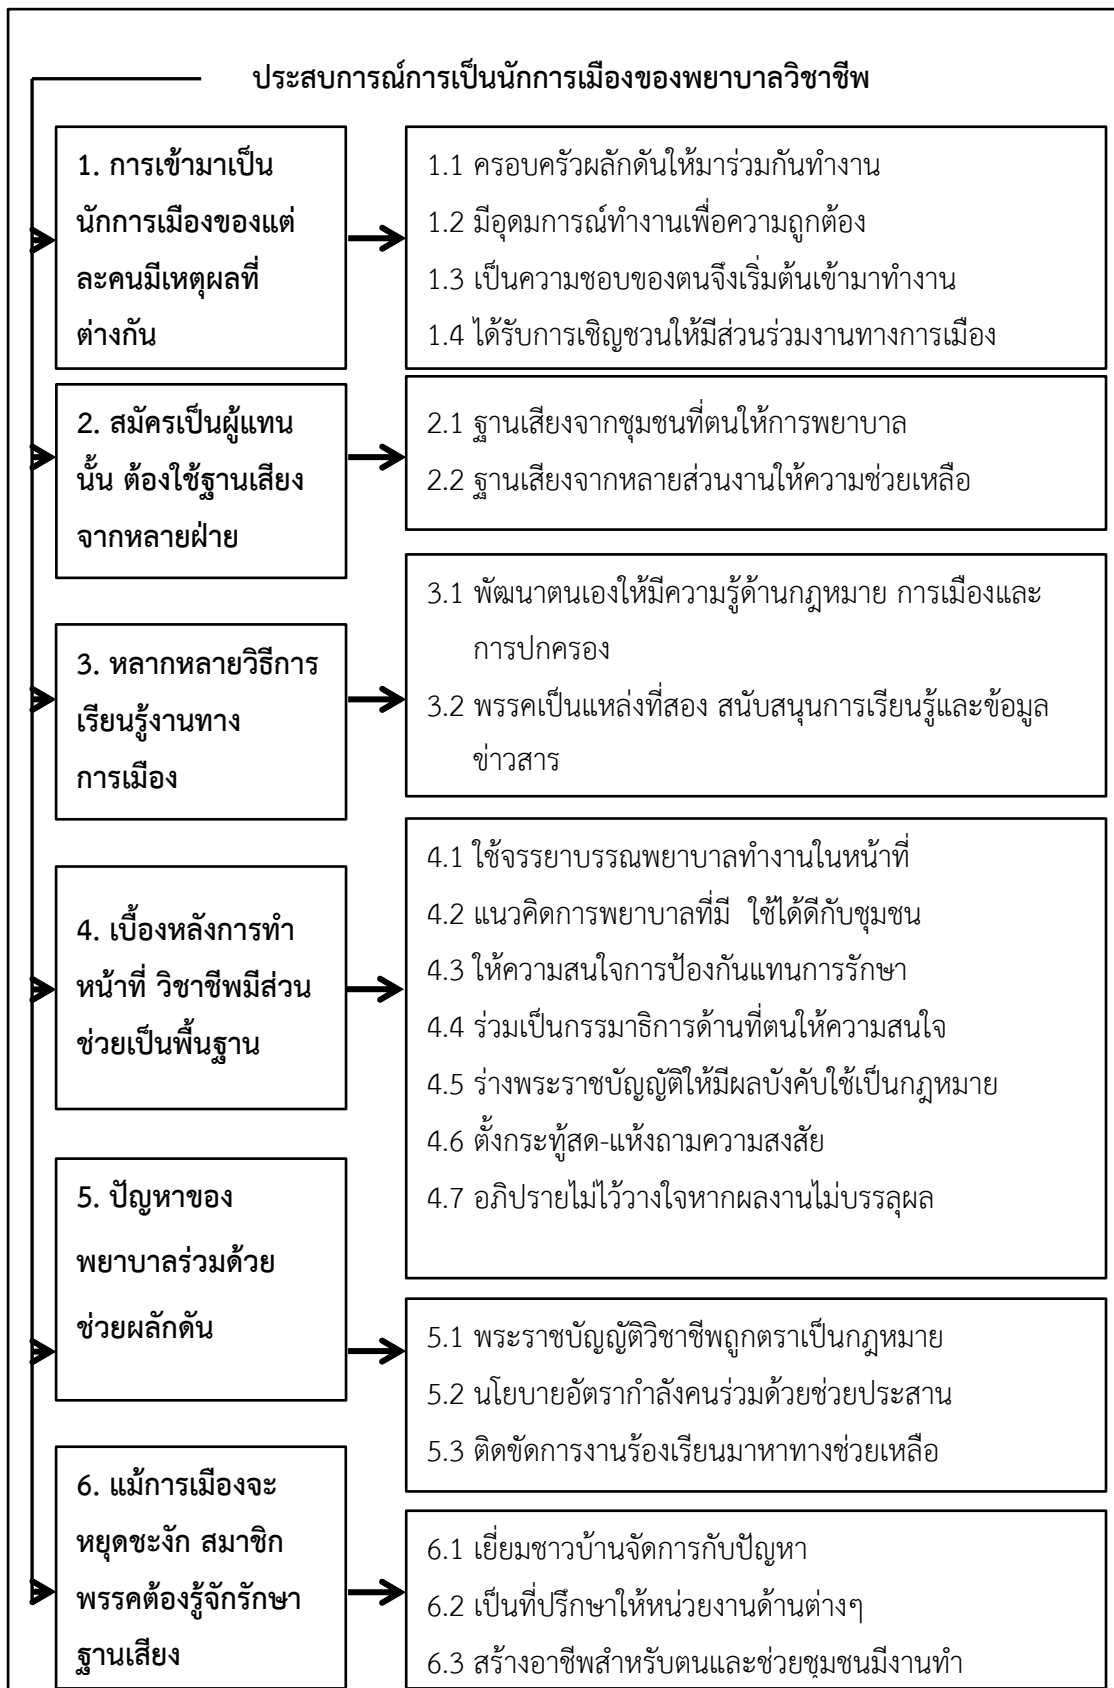 ประสบการณ์การเป็นนักการเมืองของพยาบาลวิชาชีพ
1. การเข้ามาเป็น
นักการเมืองของแต่
ละคนมีเหตุผลที่
ต่างกัน
1.1 ครอบครัวผลักดันให้มาร่วมกันทำงาน
1.2 มีอุดมการณ์ทำงานเพื่อความถูกต้อง
1.3 เป็นความชอบของตนจึงเริ่มต้นเข้ามาทำงาน
1.4 ได้รับการเชิญชวนให้มีส่วนร่วมงานทางการเมือง
2. สมัครเป็นผู้แทน
นั้น ต้องใช้ฐานเสียง
จากหลายฝ่าย
2.1 ฐานเสียงจากชุมชนที่ตนให้การพยาบาล
2.2 ฐานเสียงจากหลายส่วนงานให้ความช่วยเหลือ
3. หลากหลายวิธีการ
เรียนรู้งานทาง
การเมือง
3.1 พัฒนาตนเองให้มีความรู้ด้านกฎหมาย การเมืองและ
การปกครอง
3.2 พรรคเป็นแหล่งที่สอง สนับสนุนการเรียนรู้และข้อมูล
ข่าวสาร
4. เบื้องหลังการทำ
หน้าที่ วิชาชีพมีส่วน
ช่วยเป็นพื้นฐาน
4.1 ใช้จรรยาบรรณพยาบาลทำงานในหน้าที่
4.2 แนวคิดการพยาบาลที่มี ใช้ได้ดีกับชุมชน
4.3 ให้ความสนใจการป้องกันแทนการรักษา
4.4 ร่วมเป็นกรรมาธิการด้านที่ตนให้ความสนใจ
4.5 ร่างพระราชบัญญัติให้มีผลบังคับใช้เป็นกฎหมาย
4.6 ตั้งกระทู้สด-แห้งถามความสงสัย
4.7 อภิปรายไม่ไว้วางใจหากผลงานไม่บรรลุผล
5. ปัญหาของ
พยาบาลร่วมด้วย
ช่วยผลักดัน
5.1 พระราชบัญญัติวิชาชีพถูกตราเป็นกฎหมาย
5.2 นโยบายอัตรากำลังคนร่วมด้วยช่วยประสาน
5.3 ติดขัดการงานร้องเรียนมาหาทางช่วยเหลือ
6. แม้การเมืองจะ
หยุดชะงัก สมาชิก
พรรคต้องรู้จักรักษา
ฐานเสียง
6.1 เยี่ยมชาวบ้านจัดการกับปัญหา
6.2 เป็นที่ปรึกษาให้หน่วยงานด้านต่างๆ
6.3 สร้างอาชีพสำหรับตนและช่วยชุมชนมีงานทำ